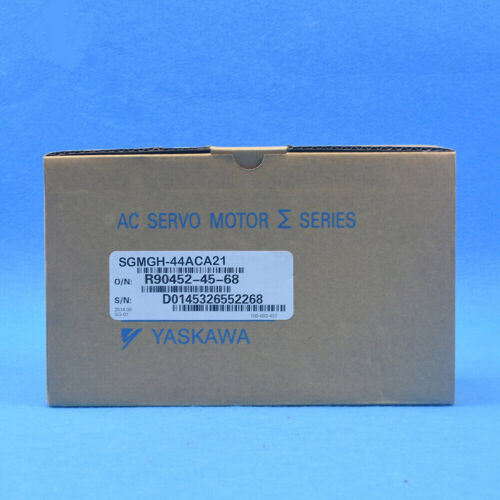 AC SERVO MOTOR Σ SERIES
SGMGH-44ACA21
O/N: R90452-45-68
S/N: D0145326552268
YASKAWA